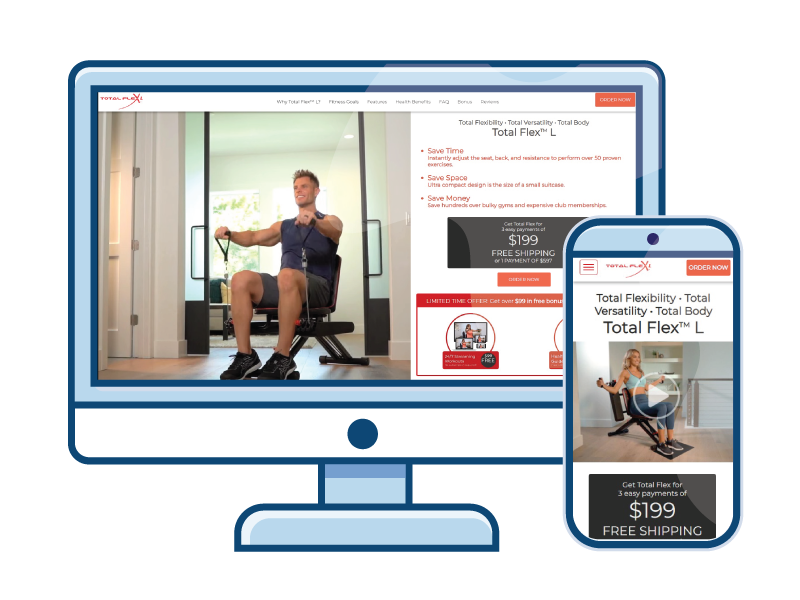 TOTAL FLEX L
Why Total Flex™ L? Fitness Goals Features Health Benefits FAQ Bonus Reviews
ORDER NOW
Total Flexibility • Total Versatility • Total Body
Total Flex™ L
• Save Time
Instantly adjust the seat, back, and resistance to perform over 50 proven
exercises.
• Save Space
Ultra compact design is the size of a small suitcase.
• Save Money
Save hundreds over bulky gyms and expensive club memberships.
Get Total Flex for
3 easy payments of
$199
FREE SHIPPING
or 1 PAYMENT OF $597
ORDER NOW
LIMITED TIME OFFER: Get over $99 in free bonus
24/7 Streaming
Workouts
FREE
TOTAL FLEX L
ORDER NOW
Total Flexibility • Total
Versatility • Total Body
Total Flex™ L
Get Total Flex for
3 easy payments of
$199
FREE SHIPPING